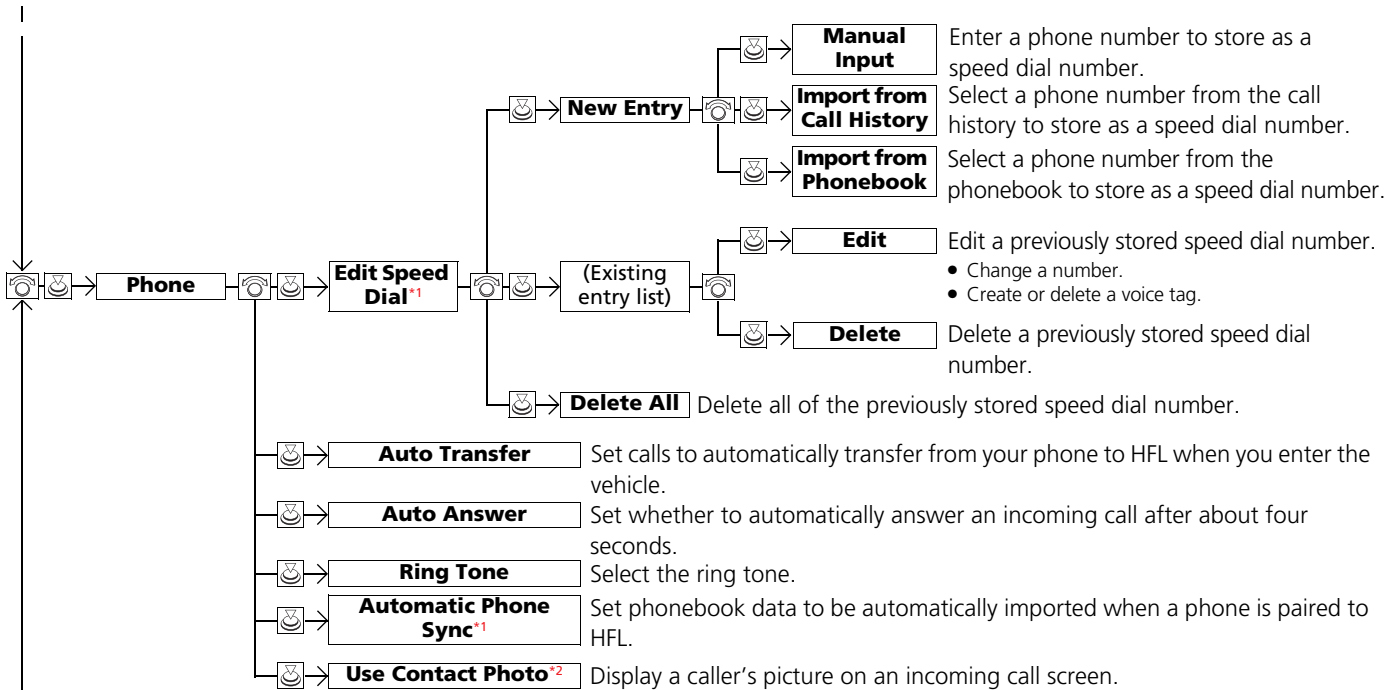 Manual
Input
Enter a phone number to store as a
speed dial number.
New Entry
Import from
Call History
Select a phone number from the call
history to store as a speed dial number.
Import from
Phonebook
Select a phone number from the
phonebook to store as a speed dial number.
Phone
Edit Speed
Dial*1
(Existing
entry list)
Edit
Edit a previously stored speed dial number.
● Change a number.
● Create or delete a voice tag.
Delete
Delete a previously stored speed dial
number.
Delete All
Delete all of the previously stored speed dial number.
Auto Transfer
Set calls to automatically transfer from your phone to HFL when you enter the
vehicle.
Auto Answer
Set whether to automatically answer an incoming call after about four
seconds.
Ring Tone
Select the ring tone.
Automatic Phone
Sync*1
Set phonebook data to be automatically imported when a phone is paired to
HFL.
Use Contact Photo*2
Display a caller’s picture on an incoming call screen.